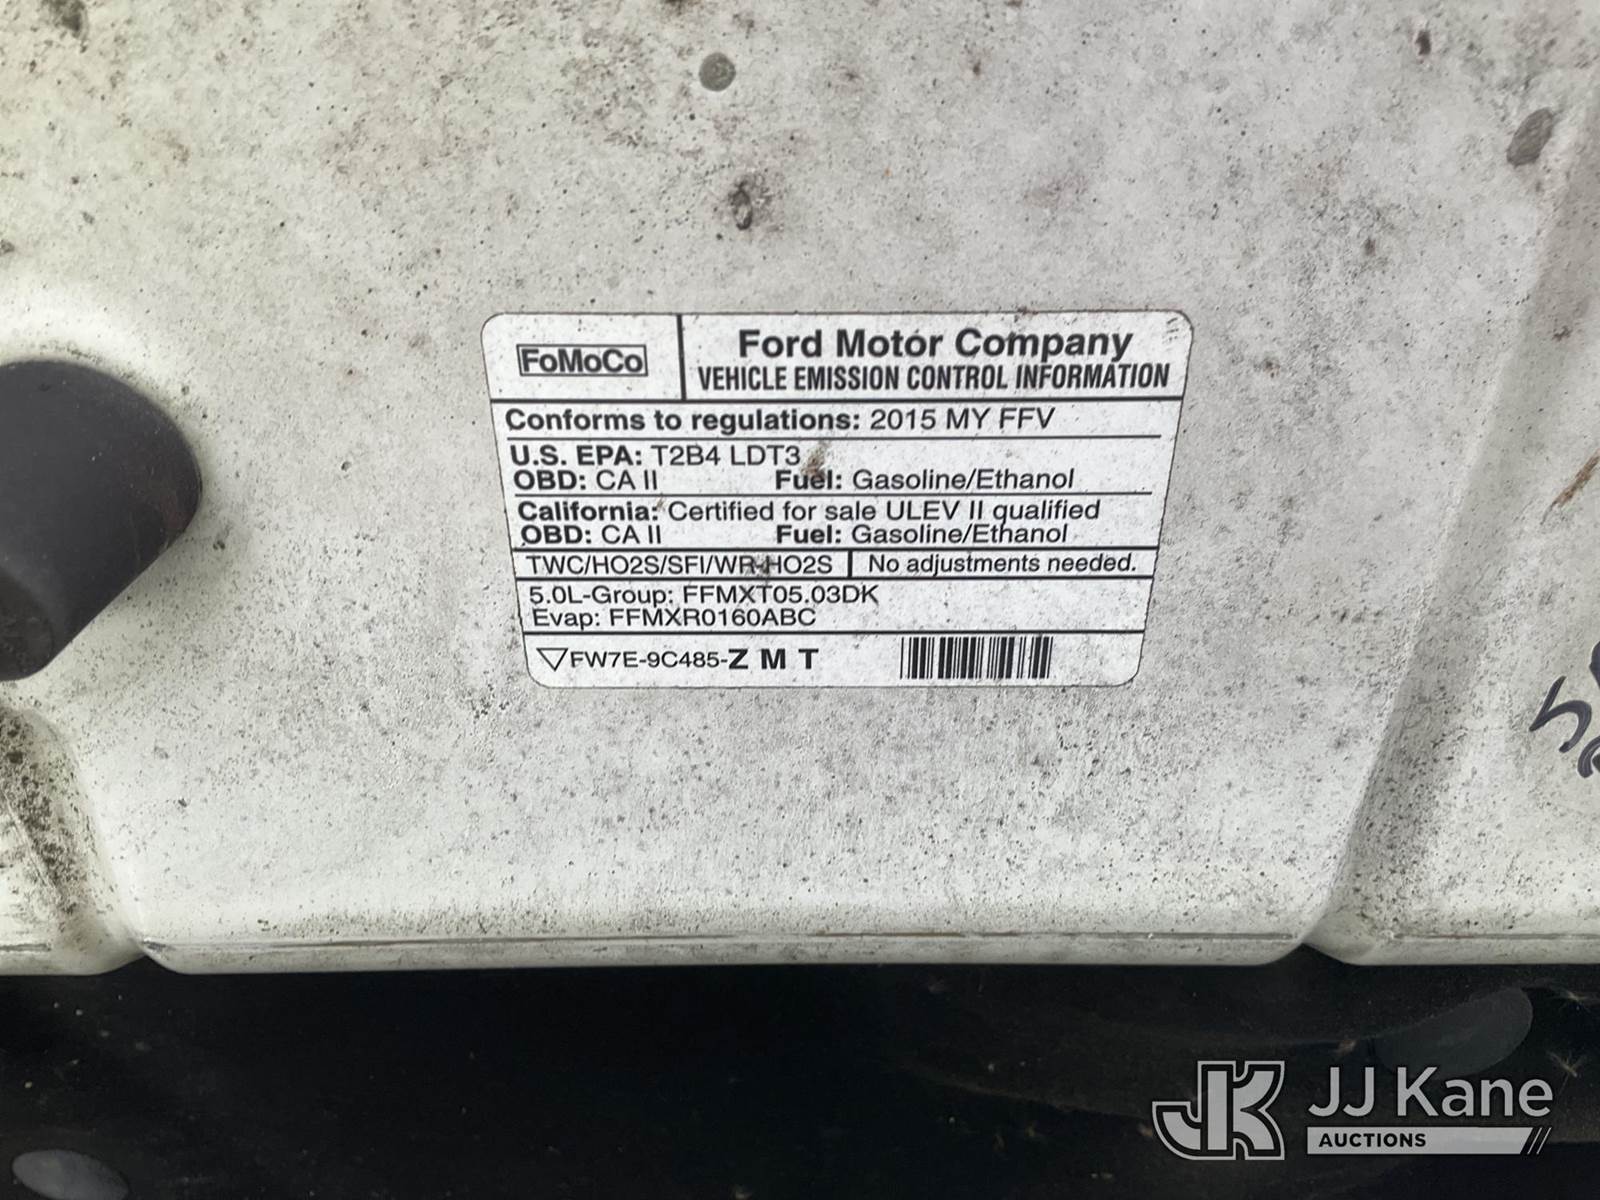 FoMoCo
Ford Motor Company
VEHICLE EMISSION CONTROL INFORMATION
Conforms to regulations: 2015 MY FFV
U.S. EPA: T2B4 LDT3
OBD: CA II Fuel: Gasoline/Ethanol
California: Certified for sale ULEV II qualified
OBD: CA II Fuel: Gasoline/Ethanol
TWC/HO2S/SFI/WR-HO2S No adjustments needed.
5.0L-Group: FFMXT05.03DK
Evap: FFMXR0160ABC
FW7E-9C485-Z M T
JK JJ Kane
AUCTIONS